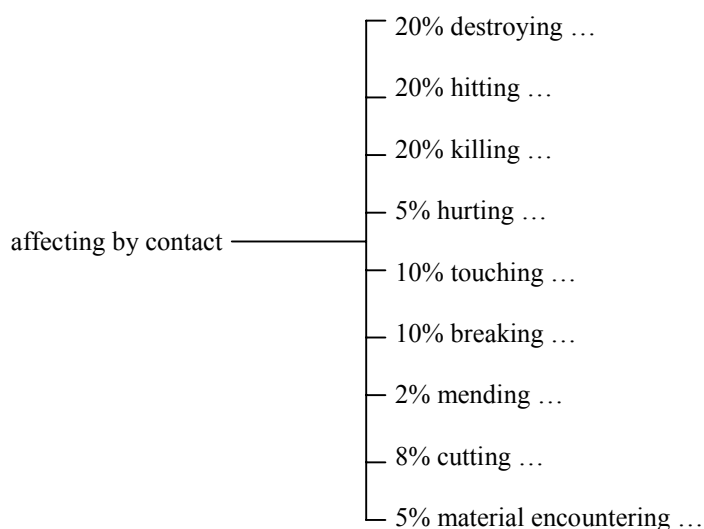 20% destroying …
20% hitting …
20% killing …
5% hurting …
affecting by contact
10% touching …
10% breaking …
2% mending …
8% cutting …
5% material encountering …